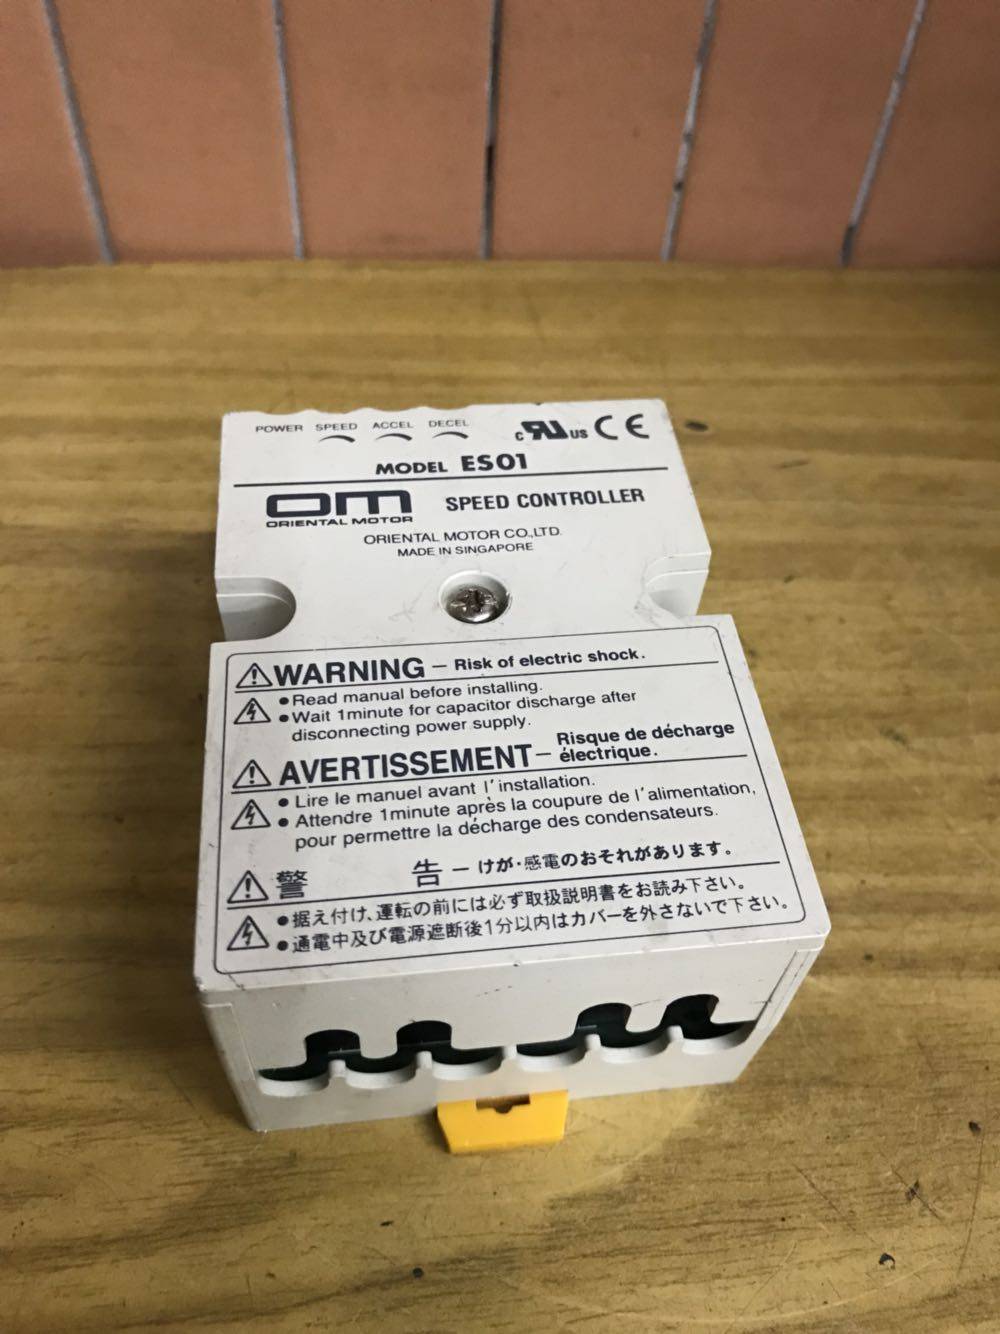 POWER SPEED ACCEL DECEL
c RU US CE
MODEL ES01
OM SPEED CONTROLLER
ORIENTAL MOTOR
ORIENTAL MOTOR CO.,LTD.
MADE IN SINGAPORE
WARNING – Risk of electric shock.
● Read manual before installing.
● Wait 1minute for capacitor discharge after
disconnecting power supply.
AVERTISSEMENT – Risque de décharge
électrique.
● Lire le manuel avant l'installation.
● Attendre 1minute après la coupure de l'alimentation,
pour permettre la décharge des condensateurs.
警 告 – けが・感電のおそれがあります。
● 据え付け、運転の前には必ず取扱説明書をお読み下さい。
● 通電中及び電源遮断後1分以内はカバーを外さないで下さい。